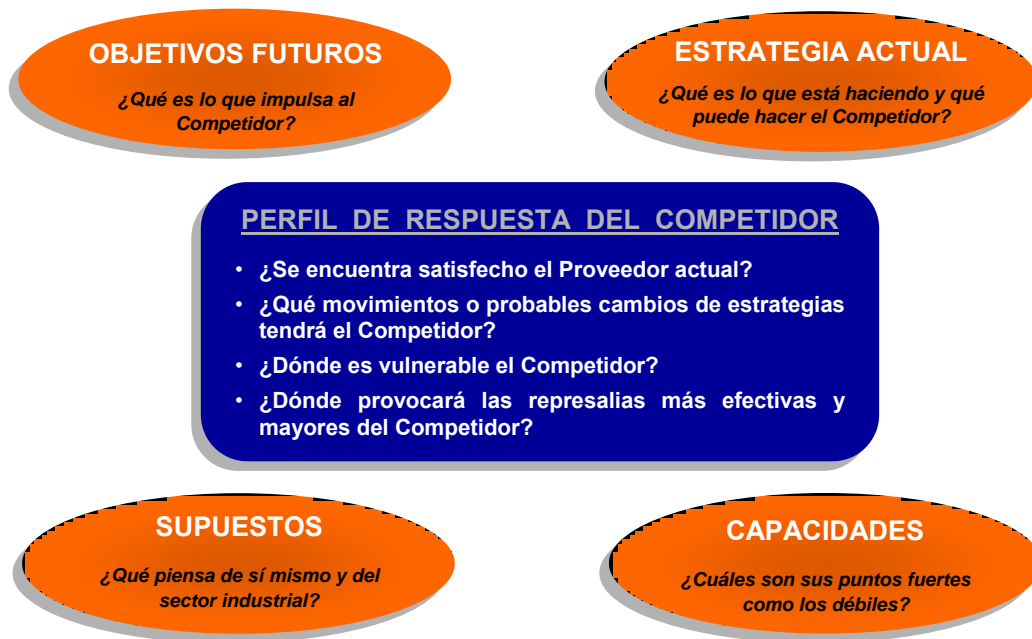 OBJETIVOS FUTUROS
¿Qué es lo que impulsa al
Competidor?
ESTRATEGIA ACTUAL
¿Qué es lo que está haciendo y qué
puede hacer el Competidor?
PERFIL DE RESPUESTA DEL COMPETIDOR
• ¿Se encuentra satisfecho el Proveedor actual?
• ¿Qué movimientos o probables cambios de estrategias
tendrá el Competidor?
• ¿Dónde es vulnerable el Competidor?
• ¿Dónde provocará las represalias más efectivas y
mayores del Competidor?
SUPUESTOS
¿Qué piensa de sí mismo y del
sector industrial?
CAPACIDADES
¿Cuáles son sus puntos fuertes
como los débiles?